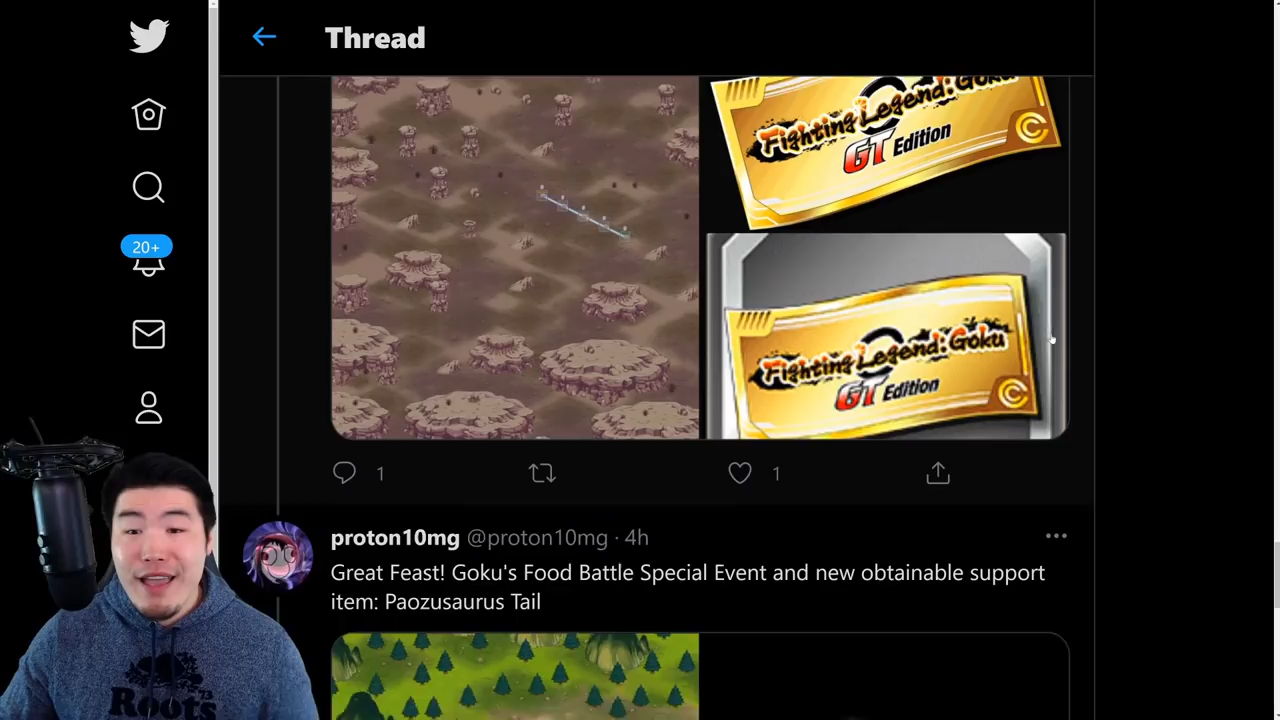 Thread
Fighting Legend: Goku
GT Edition
20+
Fighting Legend: Goku
GT Edition
1
1
proton10mg @proton10mg · 4h
Great Feast! Goku's Food Battle Special Event and new obtainable support
item: Paozusaurus Tail
Roots
73